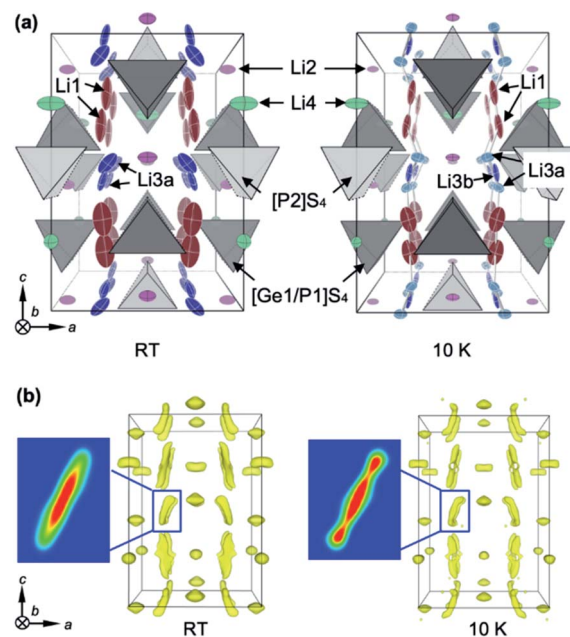 (a)
Li1
Li2
Li4
Li1
Li3a
Li3b
Li3a
[P2]S₄
[Ge1/P1]S₄
c
b
a
RT
10 K
(b)
c
b
a
RT
10 K